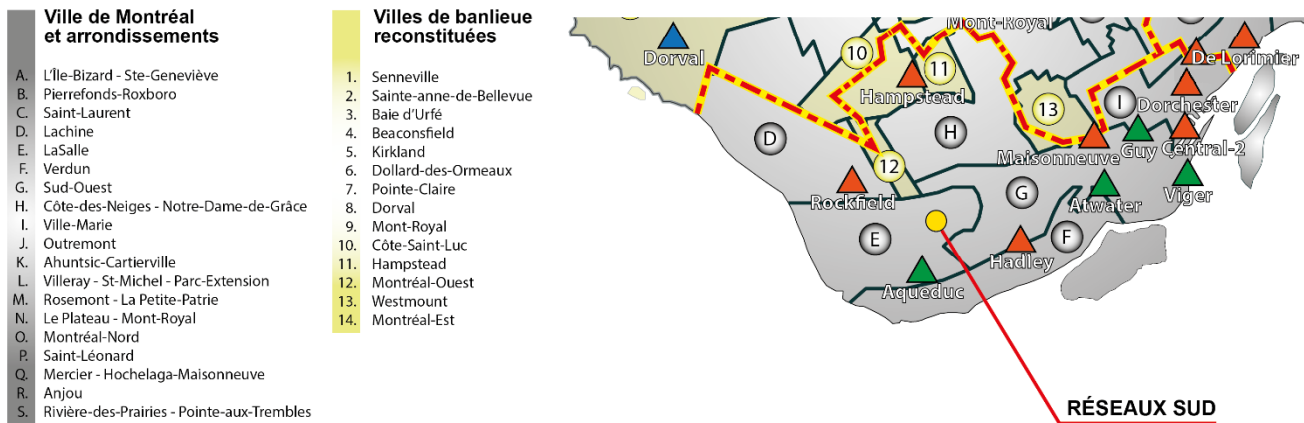 Ville de Montréal
et arrondissements
A. L'Île-Bizard - Ste-Geneviève
B. Pierrefonds-Roxboro
C. Saint-Laurent
D. Lachine
E. LaSalle
F. Verdun
G. Sud-Ouest
H. Côte-des-Neiges - Notre-Dame-de-Grâce
I. Ville-Marie
J. Outremont
K. Ahuntsic-Cartierville
L. Villeray - St-Michel - Parc-Extension
M. Rosemont - La Petite-Patrie
N. Le Plateau - Mont-Royal
O. Montréal-Nord
P. Saint-Léonard
Q. Mercier - Hochelaga-Maisonneuve
R. Anjou
S. Rivière-des-Prairies - Pointe-aux-Trembles
Villes de banlieue
reconstituées
1. Senneville
2. Sainte-anne-de-Bellevue
3. Baie d'Urfé
4. Beaconsfield
5. Kirkland
6. Dollard-des-Ormeaux
7. Pointe-Claire
8. Dorval
9. Mont-Royal
10. Côte-Saint-Luc
11. Hampstead
12. Montréal-Ouest
13. Westmount
14. Montréal-Est
Mont-Royal
Dorval
10
De Lorimier
11
Hampstead
Dorchester
13
I
D
H
Maisonneuve
Guy
Central-2
12
Rockfield
G
Atwater
Viger
E
F
Hadley
Aqueduc
RÉSEAUX SUD